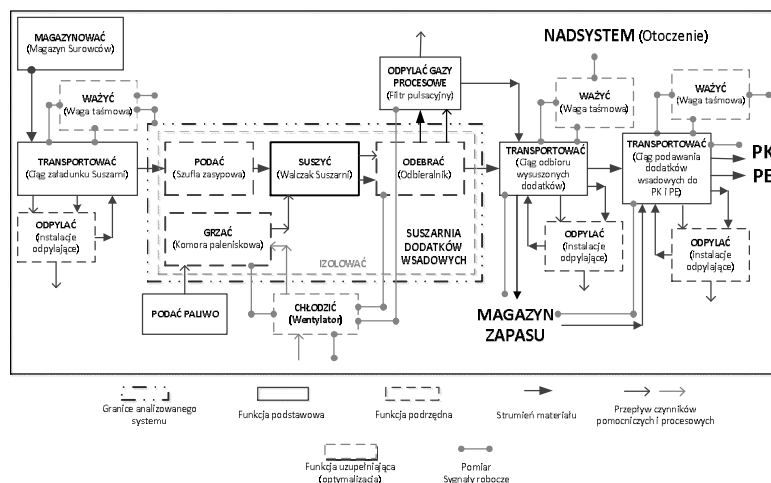 MAGAZYNOWAĆ
(Magazyn Surowców)
WAŻYĆ
(Waga taśmowa)
TRANSPORTOWAĆ
(Ciąg załadunku Suszarni)
ODPYLAĆ
(instalacje
odpylające)
PODAĆ
(Szufla zasypowa)
SUSZYĆ
(Walczak Suszarni)
ODEBRAĆ
(Odbieralnik)
GRZAĆ
(Komora paleniskowa)
SUSZARNIA
DODATKÓW
WSADOWYCH
IZOLOWAĆ
PODAĆ PALIWO
CHŁODZIĆ
(Wentylator)
ODPYLAĆ GAZY
PROCESOWE
(Filtr pulsacyjny)
NADSYSTEM (Otoczenie)
WAŻYĆ
(Waga taśmowa)
WAŻYĆ
(Waga taśmowa)
TRANSPORTOWAĆ
(Ciąg odbioru
wysuszonych
dodatków)
TRANSPORTOWAĆ
(Ciąg podawania
dodatków
wsadowych do
PK i PE)
PK
PE
ODPYLAĆ
(instalacje
odpylające)
ODPYLAĆ
(instalacje
odpylające)
MAGAZYN
ZAPASU
Granice analizowanego
systemu
Funkcja podstawowa
Funkcja podrzędna
Strumień materiału
Przepływ czynników
pomocniczych i procesowych
Funkcja uzupełniająca
(optymalizacja)
Pomiar
Sygnały robocze